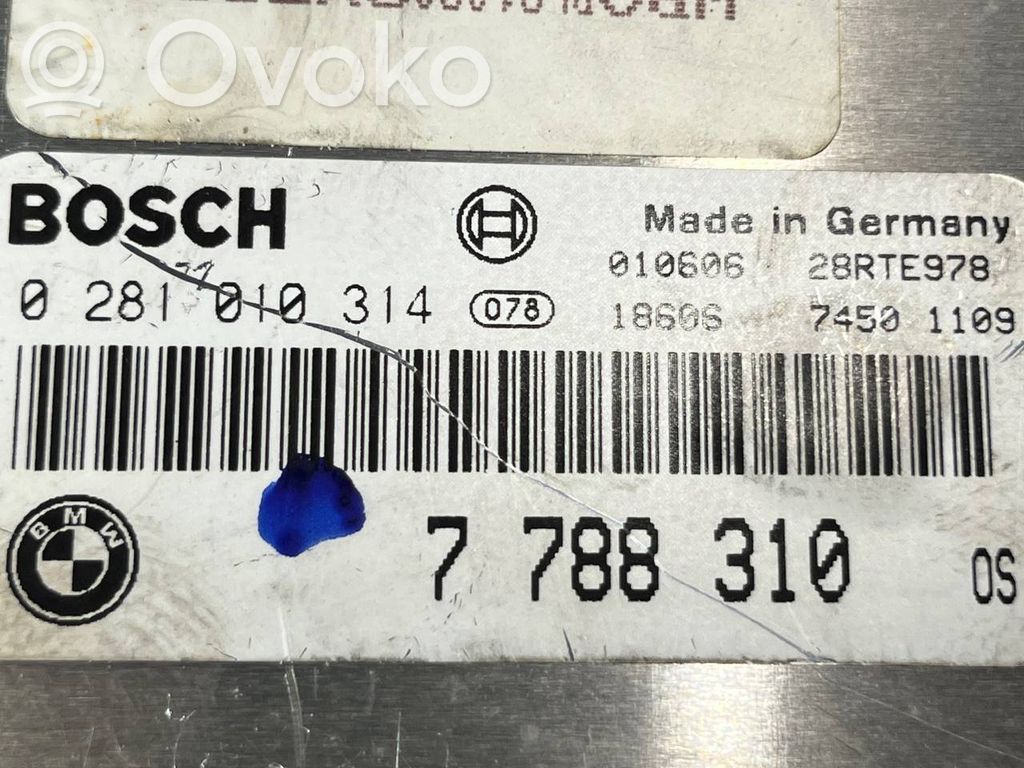 Ovoko
BOSCH
Made in Germany
010606 28RTE978
0 281 010 314 078
18606 7450 1109
BMW
7 788 310 OS